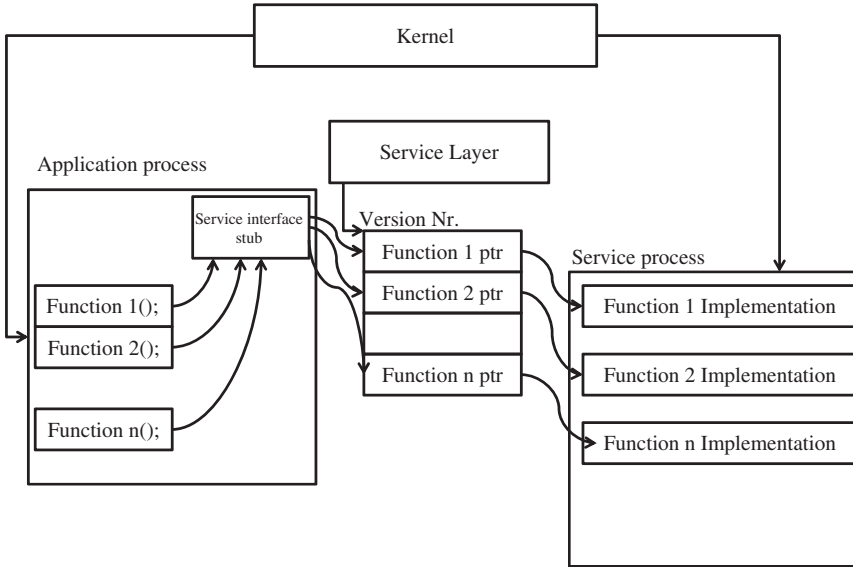 Kernel
Service Layer
Application process
Service interface
stub
Version Nr.
Function 1 ptr
Function 2 ptr
Function n ptr
Function 1();
Function 2();
Function n();
Service process
Function 1 Implementation
Function 2 Implementation
Function n Implementation